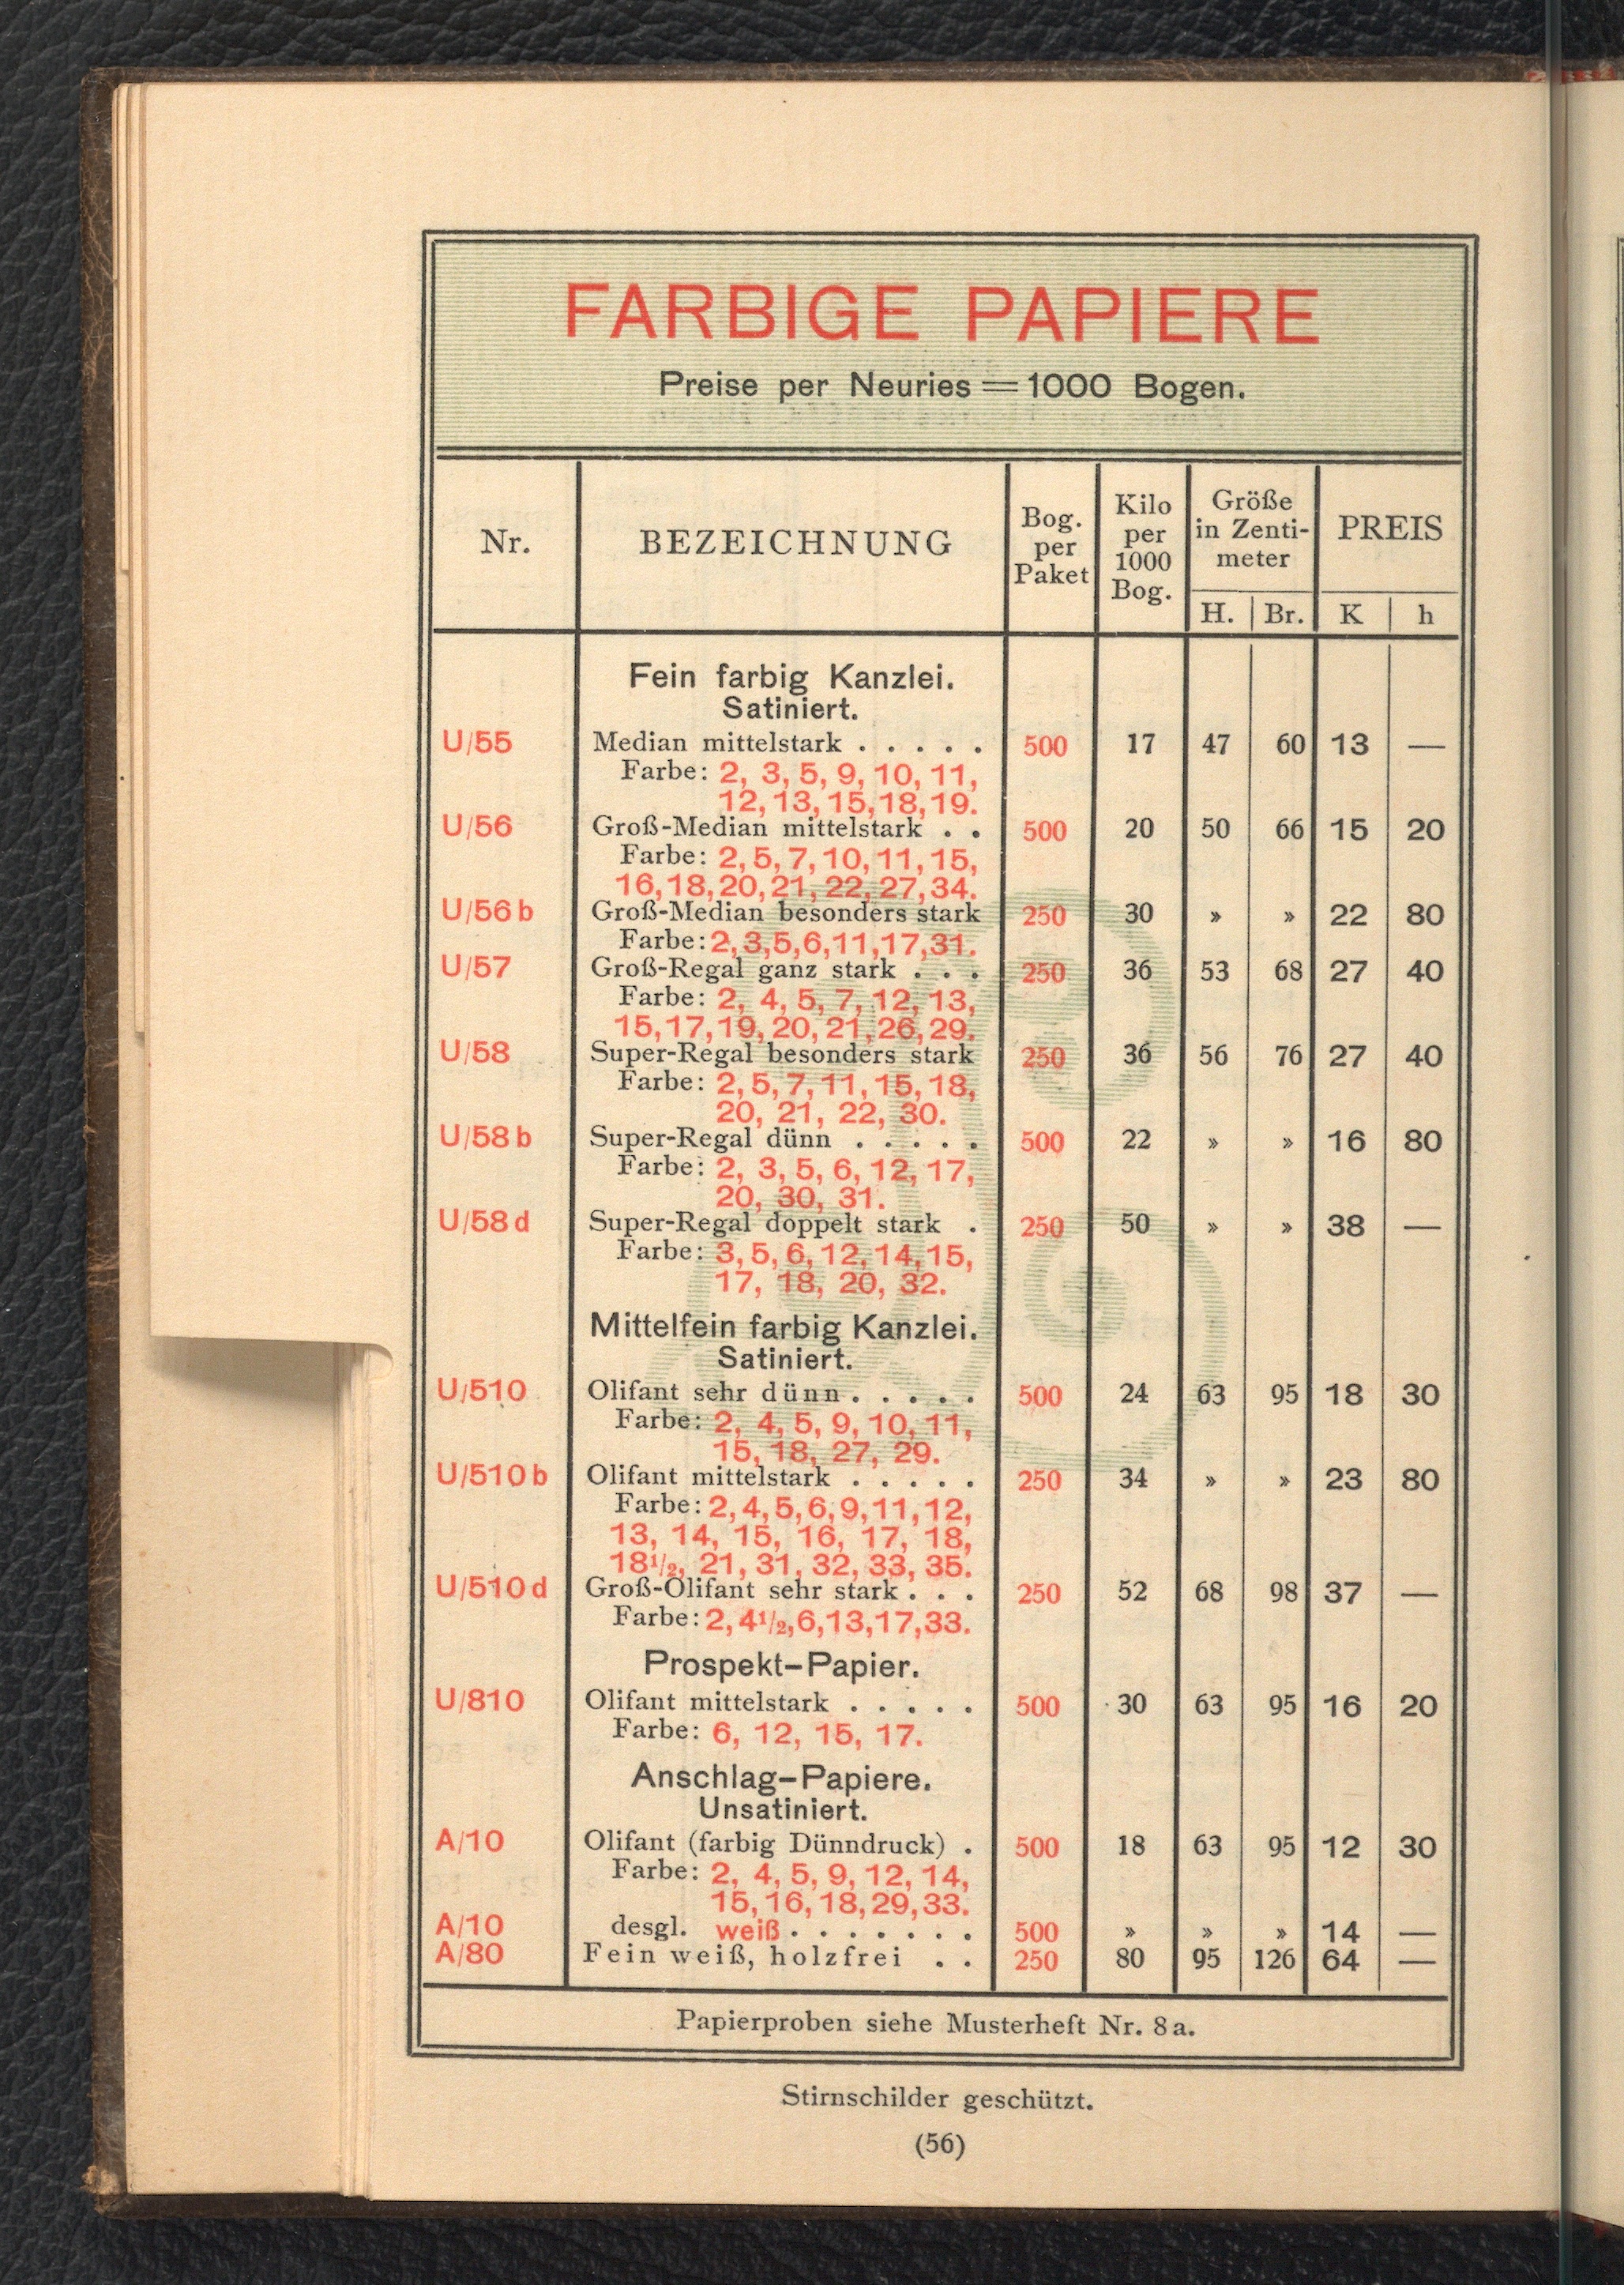 FARBIGE PAPIERE
Preise per Neuries = 1000 Bogen.
Nr. BEZEICHNUNG Bog. per Paket Kilo per 1000 Bog. Größe in Zenti- meter H. Br. PREIS K h
Fein farbig Kanzlei.
Satiniert.
U/55 Median mittelstark . . . . . 500 17 47 60 13 —
Farbe: 2, 3, 5, 9, 10, 11,
12, 13, 15, 18, 19.
U/56 Groß-Median mittelstark . . 500 20 50 66 15 20
Farbe: 2, 5, 7, 10, 11, 15,
16, 18, 20, 21, 22, 27, 34.
U/56 b Groß-Median besonders stark 250 30 » » 22 80
Farbe: 2, 3, 5, 6, 11, 17, 31.
U/57 Groß-Regal ganz stark . . . 250 36 53 68 27 40
Farbe: 2, 4, 5, 7, 12, 13,
15, 17, 19, 20, 21, 26, 29.
U/58 Super-Regal besonders stark 250 36 56 76 27 40
Farbe: 2, 5, 7, 11, 15, 18,
20, 21, 22, 30.
U/58 b Super-Regal dünn . . . . . 500 22 » » 16 80
Farbe: 2, 3, 5, 6, 12, 17,
20, 30, 31.
U/58 d Super-Regal doppelt stark . 250 50 » » 38 —
Farbe: 3, 5, 6, 12, 14, 15,
17, 18, 20, 32.
Mittelfein farbig Kanzlei.
Satiniert.
U/510 Olifant sehr dünn . . . . . 500 24 63 95 18 30
Farbe: 2, 4, 5, 9, 10, 11,
15, 18, 27, 29.
U/510 b Olifant mittelstark . . . . . 250 34 » » 23 80
Farbe: 2, 4, 5, 6, 9, 11, 12,
13, 14, 15, 16, 17, 18,
18½, 21, 31, 32, 33, 35.
U/510 d Groß-Olifant sehr stark . . . 250 52 68 98 37 —
Farbe: 2, 4½, 6, 13, 17, 33.
Prospekt-Papier.
U/810 Olifant mittelstark . . . . . 500 30 63 95 16 20
Farbe: 6, 12, 15, 17.
Anschlag-Papiere.
Unsatiniert.
A/10 Olifant (farbig Dünndruck) . 500 18 63 95 12 30
Farbe: 2, 4, 5, 9, 12, 14,
15, 16, 18, 29, 33.
A/10 desgl. weiß . . . . . . . 500 » » » 14 —
A/80 Fein weiß, holzfrei . . 250 80 95 126 64 —
Papierproben siehe Musterheft Nr. 8 a.
Stirnschilder geschützt.
(56)